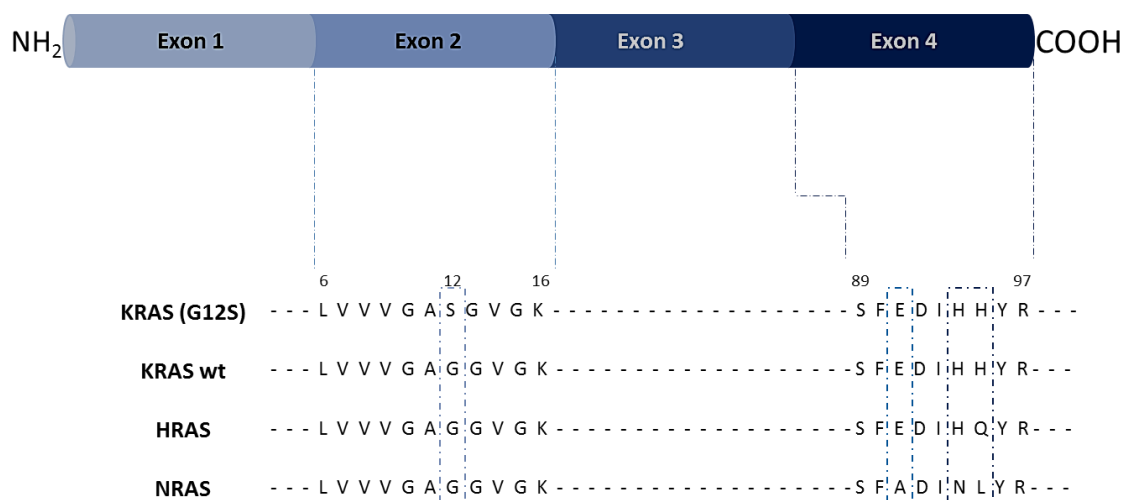 NH2 Exon 1 Exon 2 Exon 3 Exon 4 COOH
6 12 16 89 97
KRAS (G12S) - - - L V V V G A S G V G K - - - - - - - - - - - - - - - - - - S F E D I H H Y R - - -
KRAS wt - - - L V V V G A G G V G K - - - - - - - - - - - - - - - - - - S F E D I H H Y R - - -
HRAS - - - L V V V G A G G V G K - - - - - - - - - - - - - - - - - - S F E D I H Q Y R - - -
NRAS - - - L V V V G A G G V G K - - - - - - - - - - - - - - - - - - S F A D I N L Y R - - -